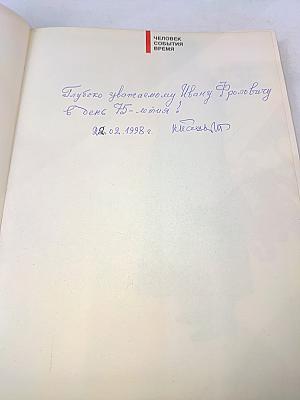 ЧЕЛОВЕК
СОБЫТИЯ
ВРЕМЯ
Глубоко уважаемому Ивану Фроловичу
в день 75-летия!
22.02.1998 г.